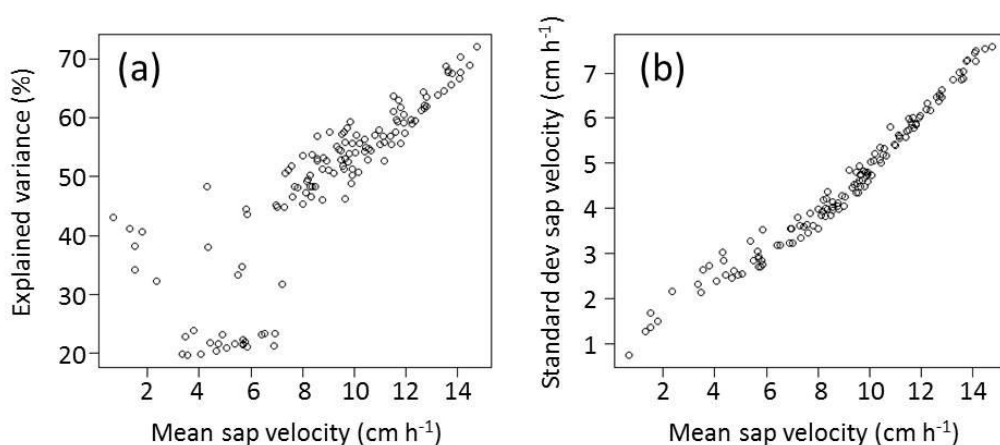 (a)
Explained variance (%)
70
60
50
40
30
20
2 4 6 8 10 12 14
Mean sap velocity (cm h⁻¹)
(b)
Standard dev sap velocity (cm h⁻¹)
7
6
5
4
3
2
1
2 4 6 8 10 12 14
Mean sap velocity (cm h⁻¹)